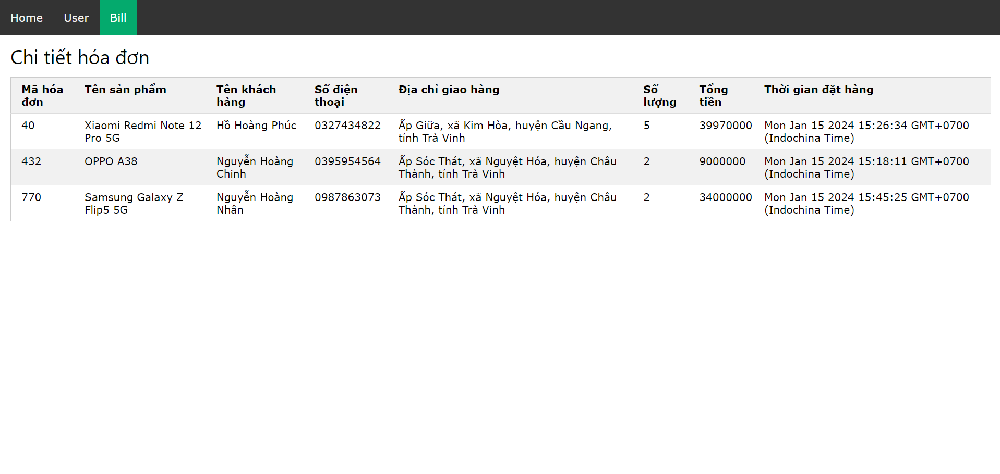 Home User Bill
Chi tiết hóa đơn
Mã hóa đơn Tên sản phẩm Tên khách hàng Số điện thoại Địa chỉ giao hàng Số lượng Tổng tiền Thời gian đặt hàng
40 Xiaomi Redmi Note 12 Pro 5G Hồ Hoàng Phúc 0327434822 Ấp Giữa, xã Kim Hòa, huyện Cầu Ngang, tỉnh Trà Vinh 5 39970000 Mon Jan 15 2024 15:26:34 GMT+0700 (Indochina Time)
432 OPPO A38 Nguyễn Hoàng Chinh 0395954564 Ấp Sóc Thát, xã Nguyệt Hóa, huyện Châu Thành, tỉnh Trà Vinh 2 9000000 Mon Jan 15 2024 15:18:11 GMT+0700 (Indochina Time)
770 Samsung Galaxy Z Flip5 5G Nguyễn Hoàng Nhân 0987863073 Ấp Sóc Thát, xã Nguyệt Hóa, huyện Châu Thành, tỉnh Trà Vinh 2 34000000 Mon Jan 15 2024 15:45:25 GMT+0700 (Indochina Time)